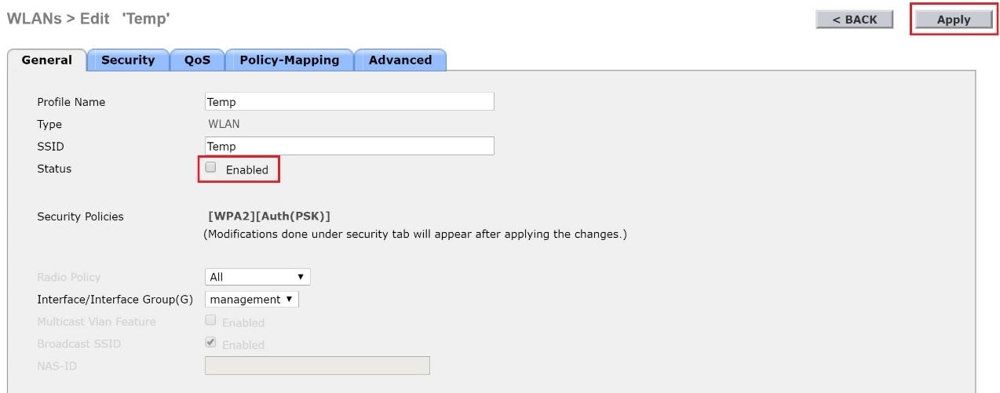 WLANs > Edit 'Temp'
< BACK
Apply
General
Security
QoS
Policy-Mapping
Advanced
Profile Name
Temp
Type
WLAN
SSID
Temp
Status
Enabled
Security Policies
[WPA2][Auth(PSK)]
(Modifications done under security tab will appear after applying the changes.)
Radio Policy
All
Interface/Interface Group(G)
management
Multicast Vlan Feature
Enabled
Broadcast SSID
Enabled
NAS-ID